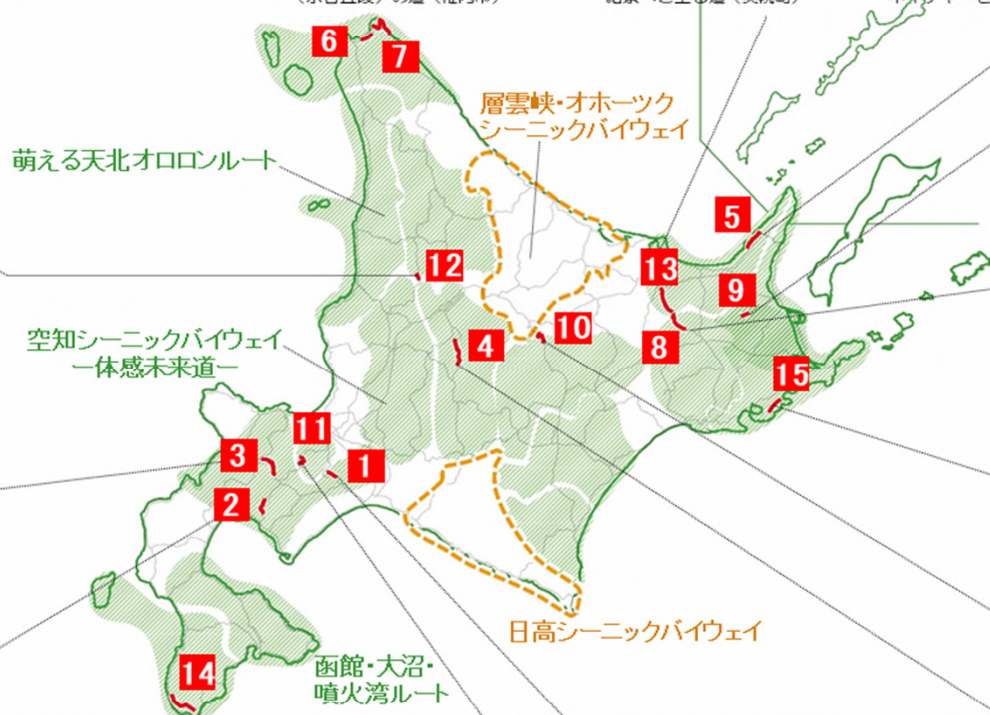 6
7
層雲峡・オホーツク
シーニックバイウェイ
萌える天北オロロンルート
5
12
13
9
空知シーニックバイウェイ
ー体感未来道ー
4
10
8
15
11
3
1
2
日高シーニックバイウェイ
14
函館・大沼・
噴火湾ルート